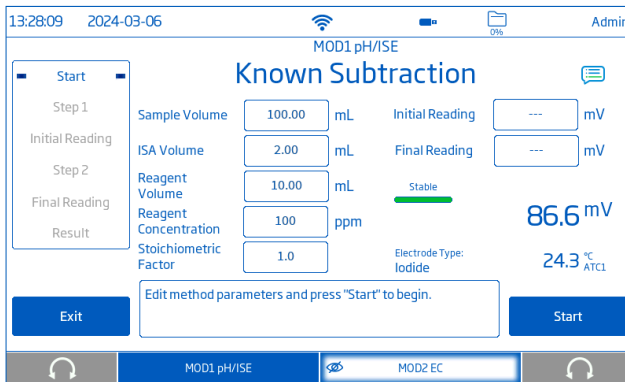 13:28:09 2024-03-06 0% Admin
MOD1 pH/ISE
Known Subtraction
Start
Step 1
Initial Reading
Step 2
Final Reading
Result
Sample Volume 100.00 mL
ISA Volume 2.00 mL
Reagent
Volume 10.00 mL
Reagent
Concentration 100 ppm
Stoichiometric
Factor 1.0
Initial Reading --- mV
Final Reading --- mV
Stable
86.6 mV
Electrode Type:
Iodide
24.3 °C
ATC1
Edit method parameters and press "Start" to begin.
Exit
Start
MOD1 pH/ISE MOD2 EC